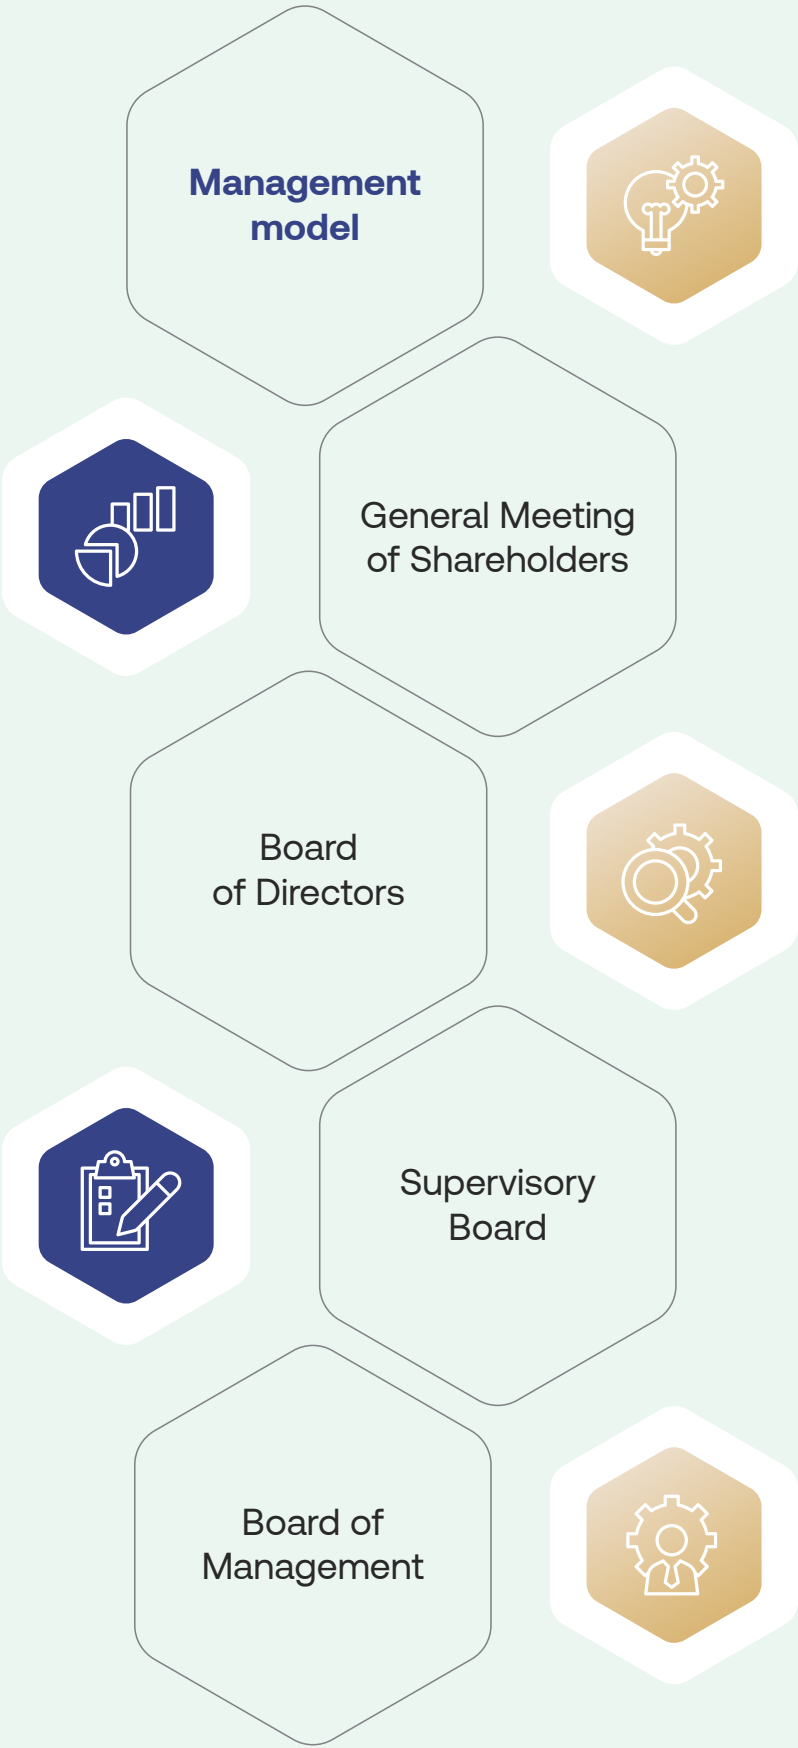 Management
model
General Meeting
of Shareholders
Board
of Directors
Supervisory
Board
Board of
Management